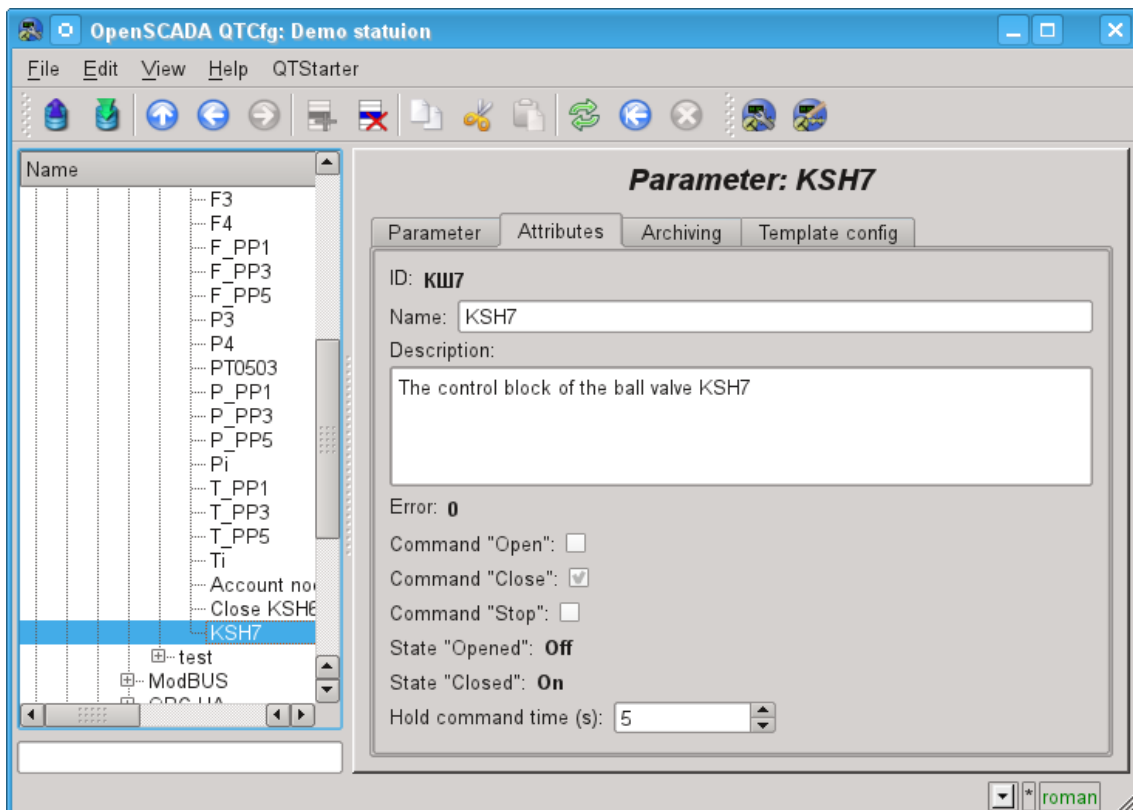 OpenSCADA QTCfg: Demo statuion
File Edit View Help QTStarter
Name
F3
F4
F_PP1
F_PP3
F_PP5
P3
P4
PT0503
P_PP1
P_PP3
P_PP5
Pi
T_PP1
T_PP3
T_PP5
Ti
Account
Close
KSH7
test
ModBUS
Parameter: KSH7
Parameter Attributes Archiving Template config
ID: КШ7
Name: KSH7
Description:
The control block of the ball valve KSH7
Error: 0
Command "Open":
Command "Close":
Command "Stop":
State "Opened": Off
State "Closed": On
Hold command time (s): 5
* roman